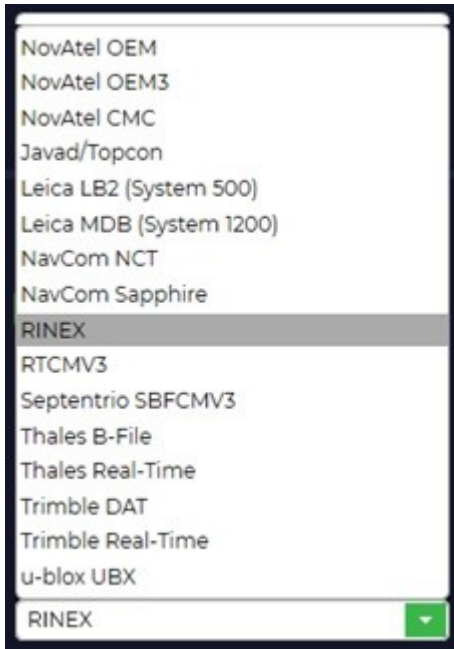 NovAtel OEM
NovAtel OEM3
NovAtel CMC
Javad/Topcon
Leica LB2 (System 500)
Leica MDB (System 1200)
NavCom NCT
NavCom Sapphire
RINEX
RTCMV3
Septentrio SBFCMV3
Thales B-File
Thales Real-Time
Trimble DAT
Trimble Real-Time
u-blox UBX
RINEX